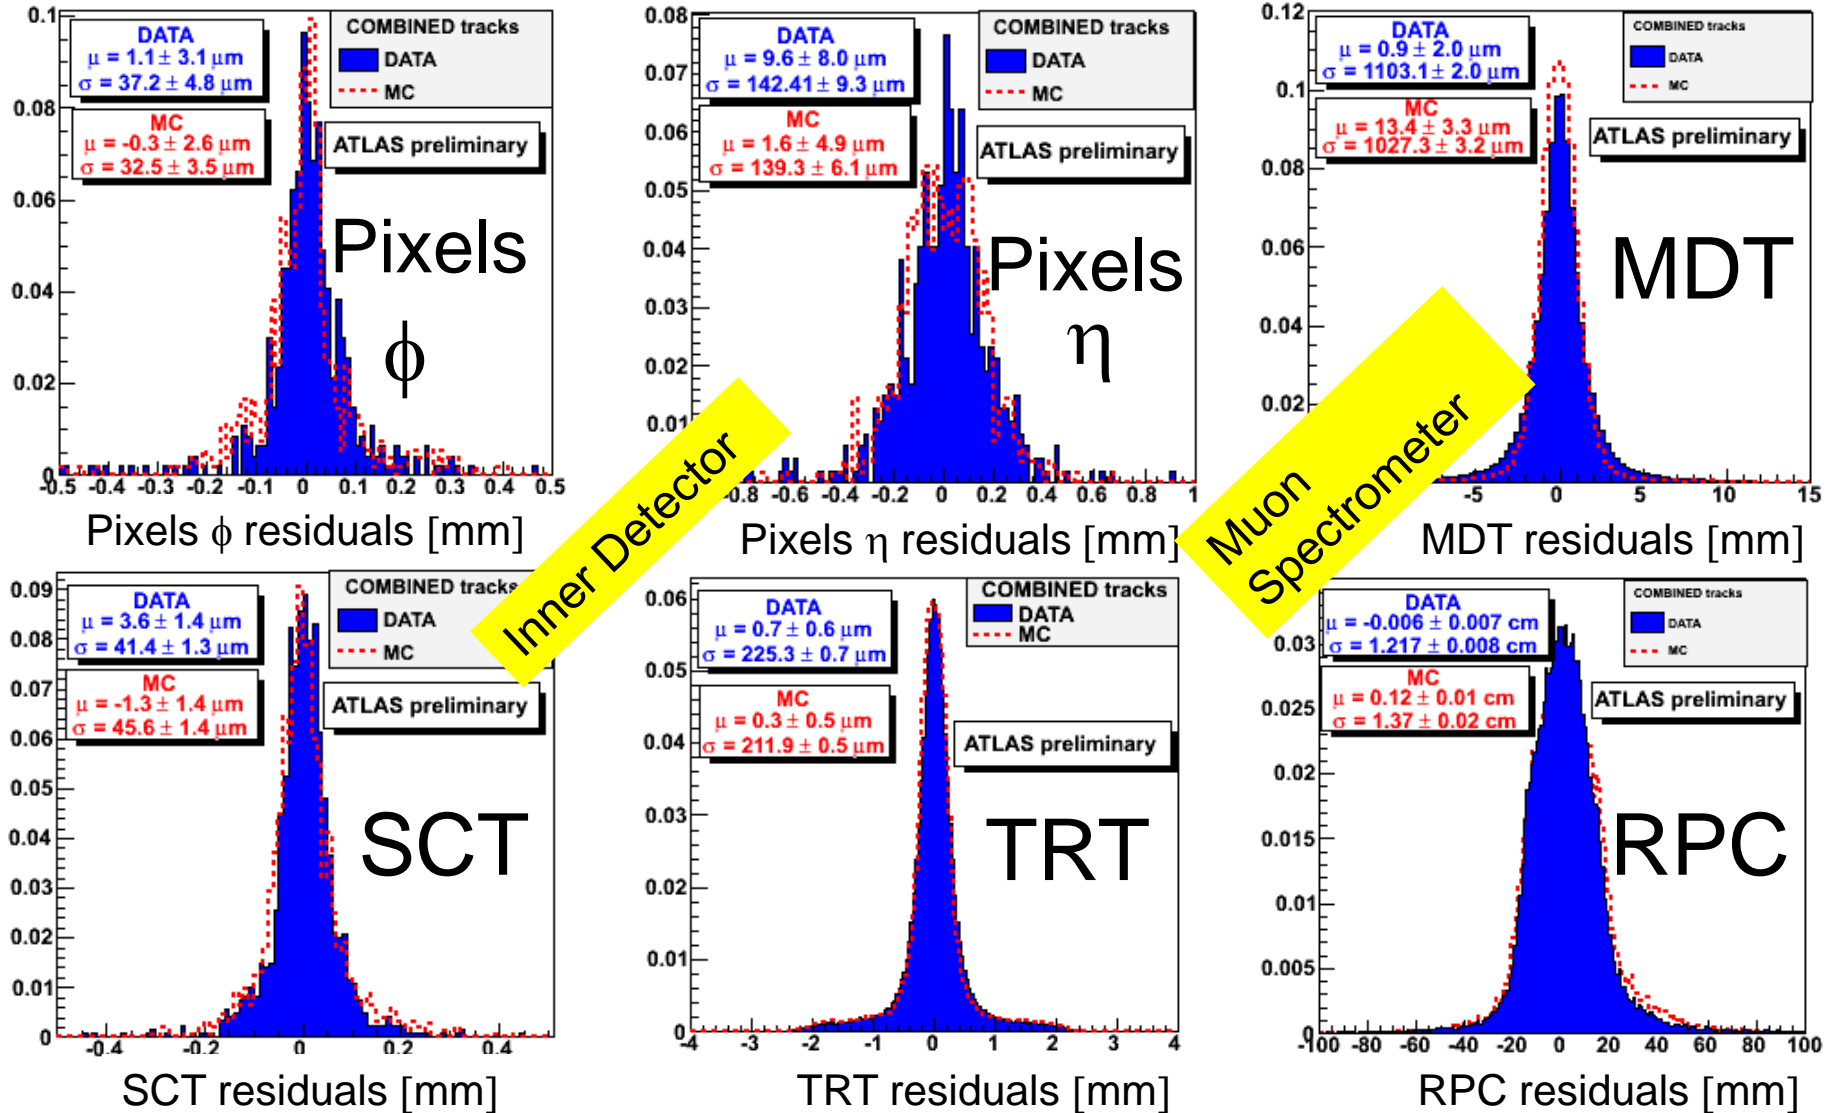 DATA
μ = 1.1 ± 3.1 μm
σ = 37.2 ± 4.8 μm
MC
μ = -0.3 ± 2.6 μm
σ = 32.5 ± 3.5 μm
COMBINED tracks
DATA
MC
ATLAS preliminary
Pixels
ϕ
0.1
0.08
0.06
0.04
0.02
0
-0.5 -0.4 -0.3 -0.2 -0.1 0 0.1 0.2 0.3 0.4 0.5
Pixels ϕ residuals [mm]
DATA
μ = 9.6 ± 8.0 μm
σ = 142.41 ± 9.3 μm
MC
μ = 1.6 ± 4.9 μm
σ = 139.3 ± 6.1 μm
COMBINED tracks
DATA
MC
ATLAS preliminary
Pixels
η
0.08
0.07
0.06
0.05
0.04
0.03
0.02
-0.6 -0.4 -0.2 0 0.2 0.4 0.6 0.8 1
Pixels η residuals [mm]
DATA
μ = 0.9 ± 2.0 μm
σ = 1103.1 ± 2.0 μm
MC
μ = 13.4 ± 3.3 μm
σ = 1027.3 ± 3.2 μm
COMBINED tracks
DATA
MC
ATLAS preliminary
MDT
0.12
0.1
0.08
0.06
0.04
0.02
-5 0 5 10 15
MDT residuals [mm]
Inner Detector
Muon
Spectrometer
DATA
μ = 3.6 ± 1.4 μm
σ = 41.4 ± 1.3 μm
MC
μ = -1.3 ± 1.4 μm
σ = 45.6 ± 1.4 μm
COMBINED tracks
DATA
MC
ATLAS preliminary
SCT
0.09
0.08
0.07
0.06
0.05
0.04
0.03
0.02
0.01
0
-0.4 -0.2 0 0.2 0.4
SCT residuals [mm]
DATA
μ = 0.7 ± 0.6 μm
σ = 225.3 ± 0.7 μm
MC
μ = 0.3 ± 0.5 μm
σ = 211.9 ± 0.5 μm
COMBINED tracks
DATA
MC
ATLAS preliminary
TRT
0.06
0.05
0.04
0.03
0.02
0.01
0
-4 -3 -2 -1 0 1 2 3 4
TRT residuals [mm]
DATA
μ = -0.006 ± 0.007 cm
σ = 1.217 ± 0.008 cm
MC
μ = 0.12 ± 0.01 cm
σ = 1.37 ± 0.02 cm
COMBINED tracks
DATA
MC
ATLAS preliminary
RPC
0.03
0.025
0.02
0.015
0.01
0.005
0
-100 -80 -60 -40 -20 0 20 40 60 80 100
RPC residuals [mm]